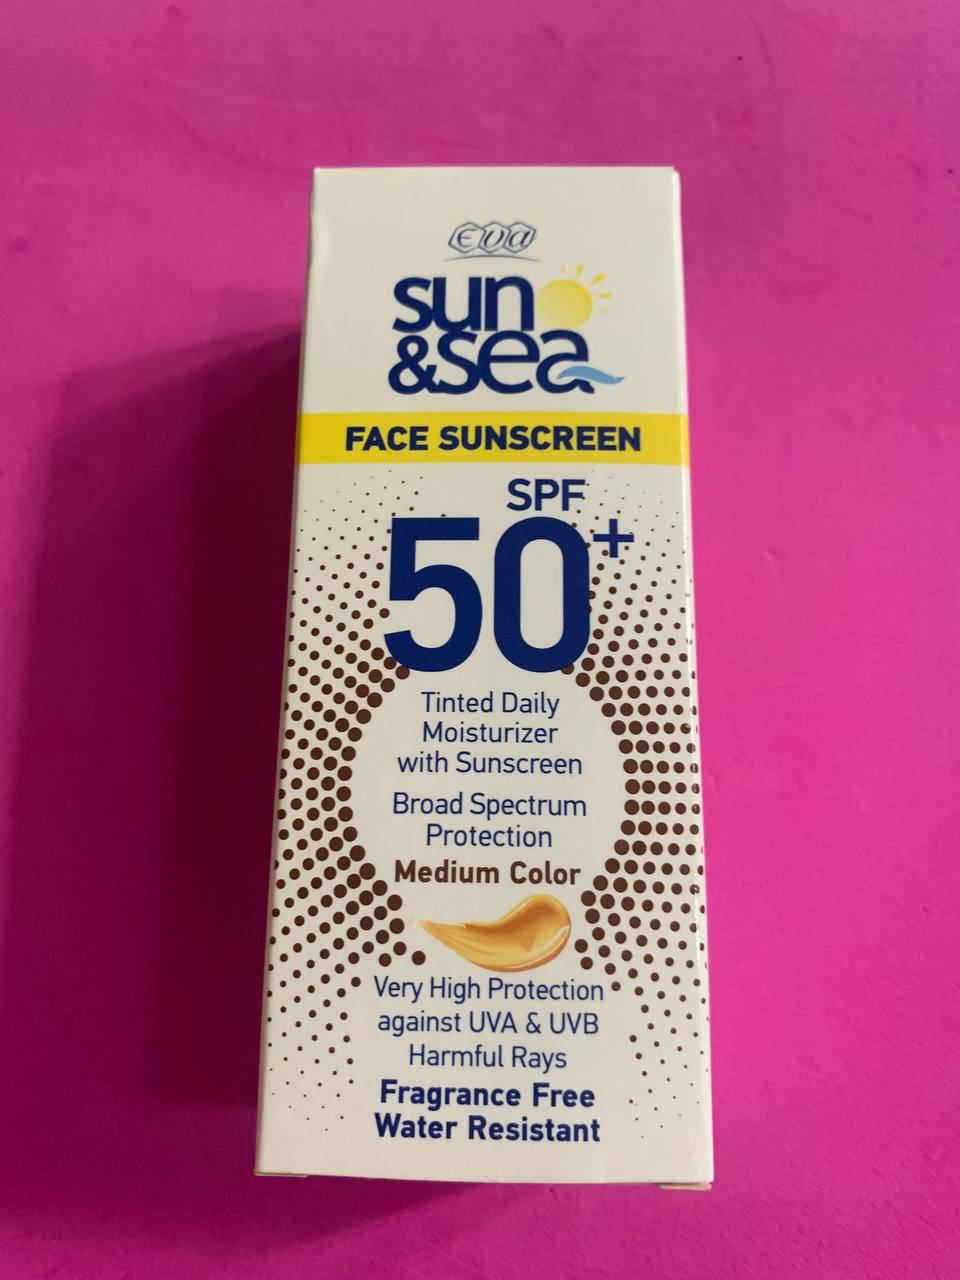 Eva
sun
&sea
FACE SUNSCREEN
SPF
50+
Tinted Daily
Moisturizer
with Sunscreen
Broad Spectrum
Protection
Medium Color
Very High Protection
against UVA & UVB
Harmful Rays
Fragrance Free
Water Resistant